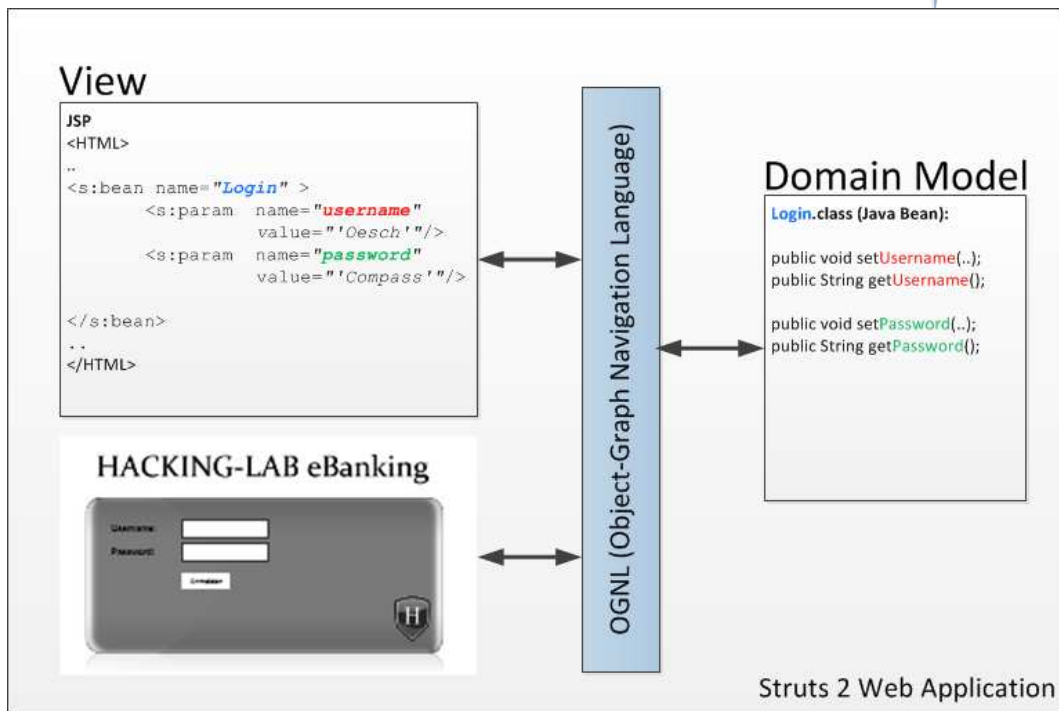 View
JSP
<HTML>
..
<s:bean name="Login" >
<s:param name="username"
value="'Oesch'"/>
<s:param name="password"
value="'Compass'"/>
</s:bean>
..
</HTML>
HACKING-LAB eBanking
Username:
Password:
H
OGNL (Object-Graph Navigation Language)
Domain Model
Login.class (Java Bean):
public void setUsername(..);
public String getUsername();
public void setPassword(..);
public String getPassword();
Struts 2 Web Application